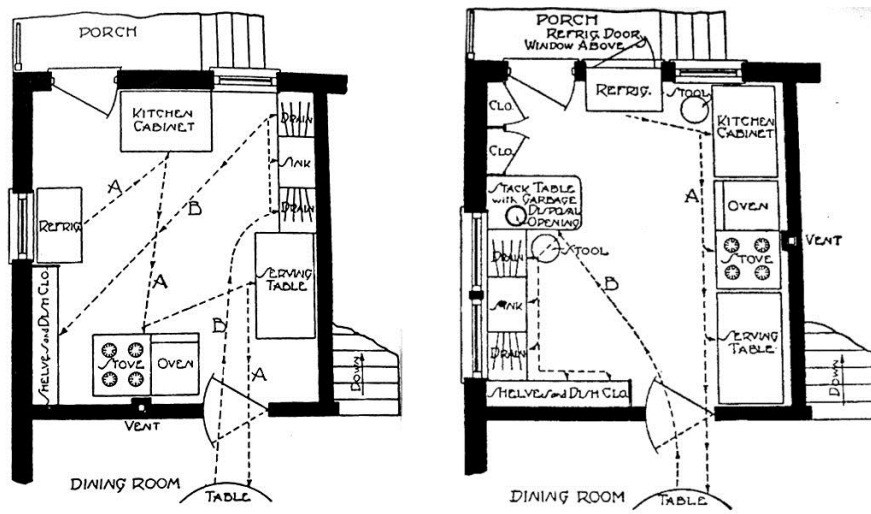 PORCH
KITCHEN
CABINET
DRAIN
SINK
DRAIN
A
B
REFRIG.
A
SERVING
TABLE
B
A
SHELVES and DISH CLO.
STOVE
OVEN
VENT
DOWN
DINING ROOM
TABLE
PORCH
REFRIG. DOOR
WINDOW ABOVE
REFRIG.
STOOL
CLO.
CLO.
KITCHEN
CABINET
A
STACK TABLE
with GARBAGE
DISPOSAL
OPENING
OVEN
VENT
STOVE
DRAIN
STOOL
B
SINK
DRAIN
SERVING
TABLE
SHELVES and DISH CLO.
DOWN
DINING ROOM
TABLE